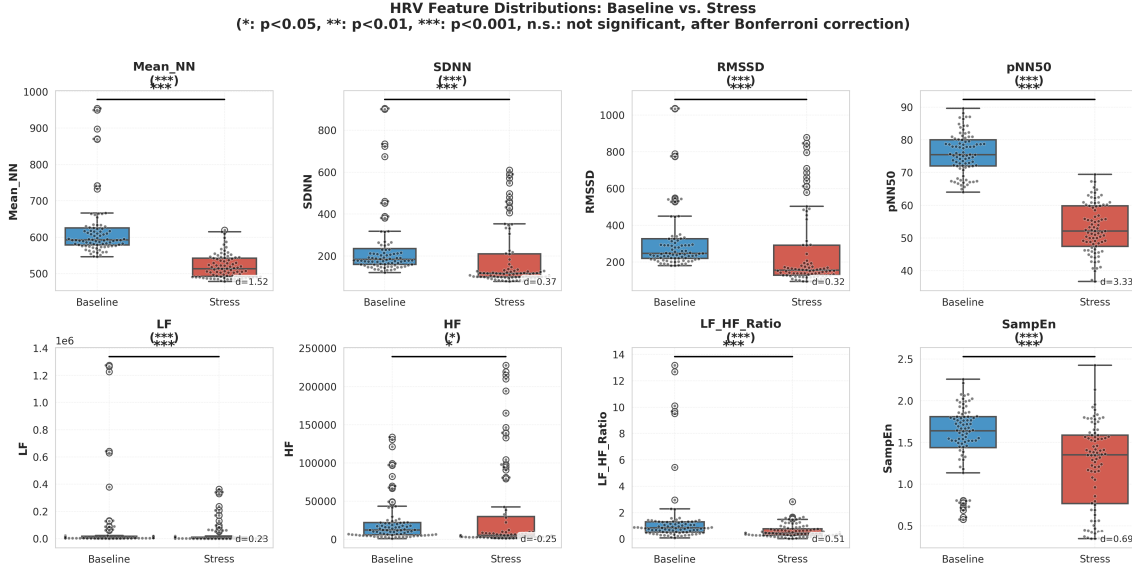 HRV Feature Distributions: Baseline vs. Stress
(*: p<0.05, **: p<0.01, ***: p<0.001, n.s.: not significant, after Bonferroni correction)
Mean_NN
(***)
***
1000
900
800
700
600
500
Mean_NN
Baseline
Stress
d=1.52
SDNN
(***)
***
800
600
400
200
SDNN
Baseline
Stress
d=0.37
RMSSD
(***)
***
1000
800
600
400
200
RMSSD
Baseline
Stress
d=0.32
pNN50
(***)
***
90
80
70
60
50
40
pNN50
Baseline
Stress
d=3.33
LF
(***)
***
1e6
1.4
1.2
1.0
0.8
0.6
0.4
0.2
0.0
LF
Baseline
Stress
d=0.23
HF
(*)
*
250000
200000
150000
100000
50000
0
HF
Baseline
Stress
d=-0.25
LF_HF_Ratio
(***)
***
14
12
10
8
6
4
2
0
LF_HF_Ratio
Baseline
Stress
d=0.51
SampEn
(***)
***
2.5
2.0
1.5
1.0
0.5
SampEn
Baseline
Stress
d=0.69